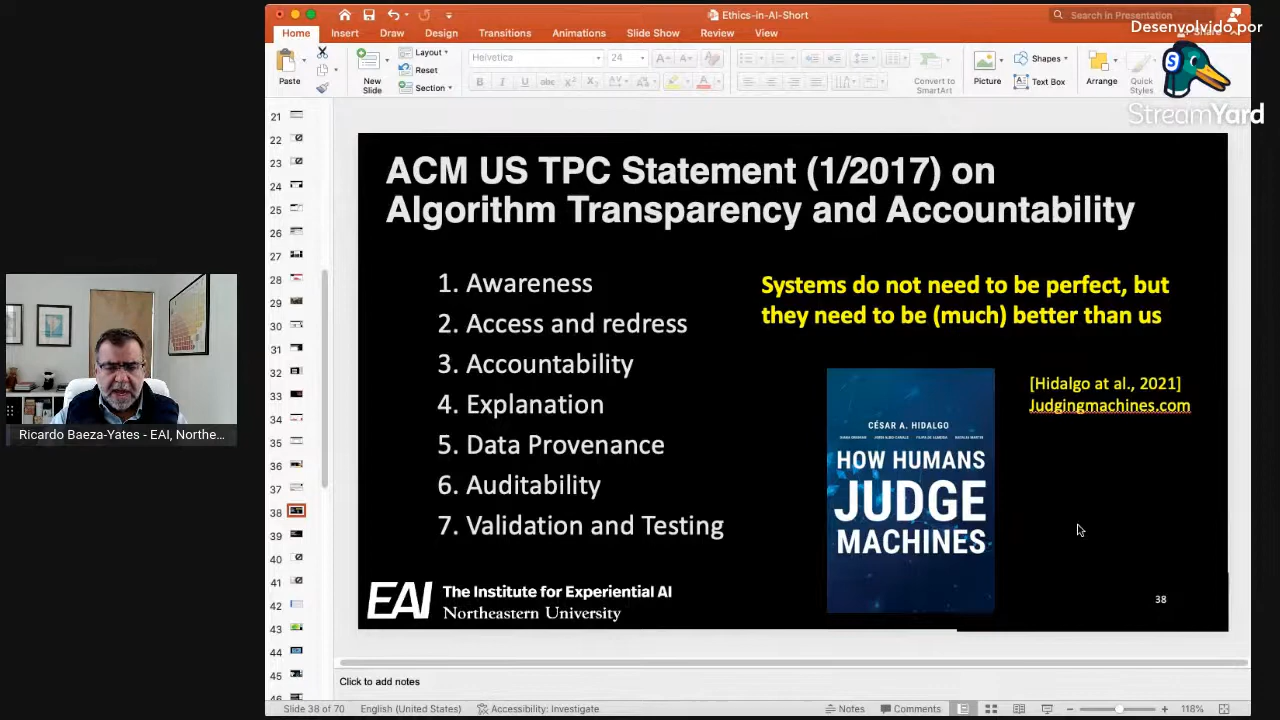 Ethics-in-AI-Short
Search in Presentation
Desenvolvido por
Home
Insert
Draw
Design
Transitions
Animations
Slide Show
Review
View
Share
StreamYard
Paste
New
Slide
Layout
Reset
Section
Helvetica
24
B
I
U
abc
Convert to
SmartArt
Picture
Shapes
Text Box
Arrange
Quick
Styles
21
22
23
24
25
26
27
28
29
30
31
32
33
34
35
36
37
38
39
40
41
42
43
44
45
46
ACM US TPC Statement (1/2017) on
Algorithm Transparency and Accountability
1. Awareness
2. Access and redress
3. Accountability
4. Explanation
5. Data Provenance
6. Auditability
7. Validation and Testing
Systems do not need to be perfect, but
they need to be (much) better than us
[Hidalgo at al., 2021]
Judgingmachines.com
CÉSAR A. HIDALGO
HOW HUMANS
JUDGE
MACHINES
EAI
The Institute for Experiential AI
Northeastern University
38
Ricardo Baeza-Yates - EAI, Northe...
Click to add notes
Slide 38 of 70
English (United States)
Accessibility: Investigate
Notes
Comments
118%